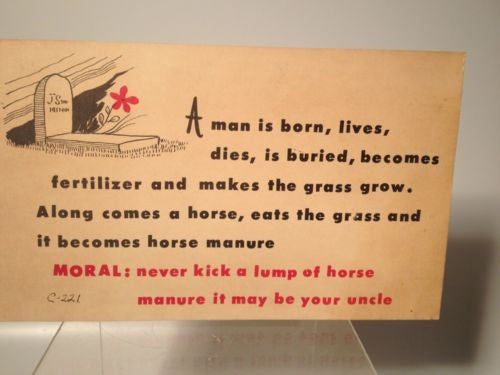 A man is born, lives,
dies, is buried, becomes
fertilizer and makes the grass grow.
Along comes a horse, eats the grass and
it becomes horse manure
MORAL: never kick a lump of horse
C-221 manure it may be your uncle